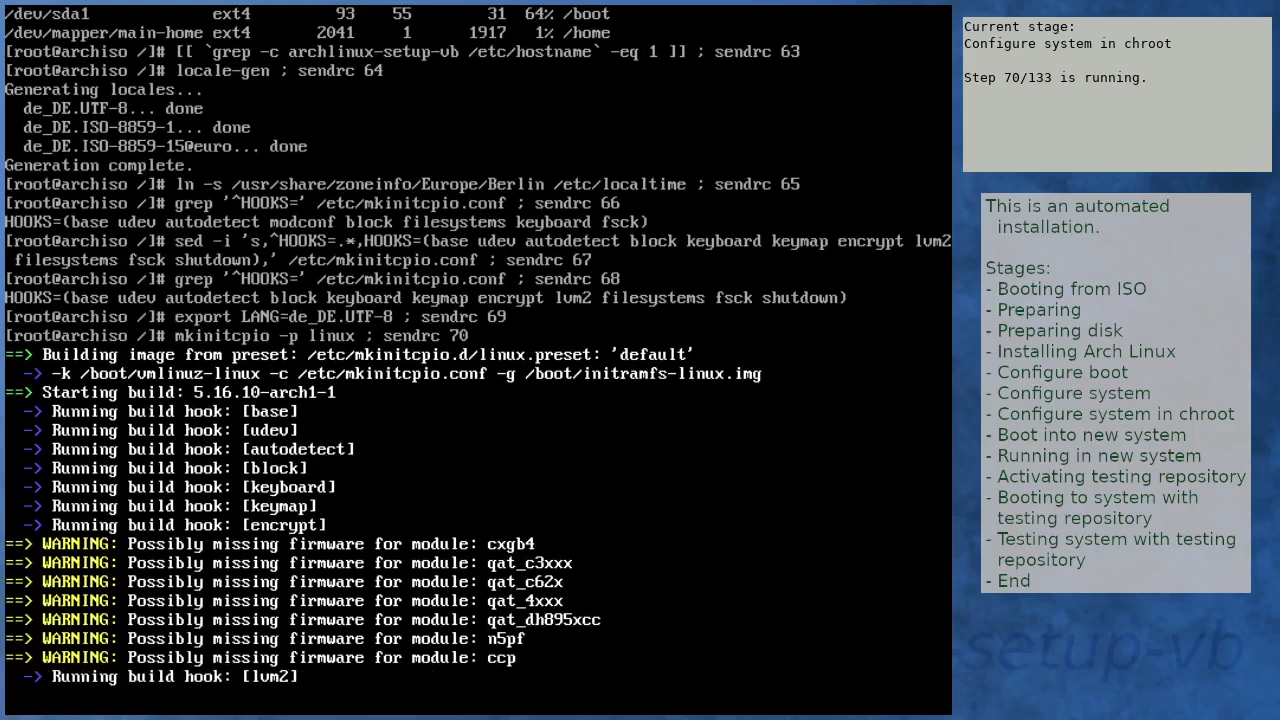 /dev/sda1             ext4         93    55        31  64% /boot
/dev/mapper/main-home ext4       2041     1      1917   1% /home
[root@archiso /]# [[ `grep -c archlinux-setup-vb /etc/hostname` -eq 1 ]] ; sendrc 63
[root@archiso /]# locale-gen ; sendrc 64
Generating locales...
  de_DE.UTF-8... done
  de_DE.ISO-8859-1... done
  de_DE.ISO-8859-15@euro... done
Generation complete.
[root@archiso /]# ln -s /usr/share/zoneinfo/Europe/Berlin /etc/localtime ; sendrc 65
[root@archiso /]# grep '^HOOKS=' /etc/mkinitcpio.conf ; sendrc 66
HOOKS=(base udev autodetect modconf block filesystems keyboard fsck)
[root@archiso /]# sed -i 's,^HOOKS=.*,HOOKS=(base udev autodetect block keyboard keymap encrypt lvm2
 filesystems fsck shutdown),' /etc/mkinitcpio.conf ; sendrc 67
[root@archiso /]# grep '^HOOKS=' /etc/mkinitcpio.conf ; sendrc 68
HOOKS=(base udev autodetect block keyboard keymap encrypt lvm2 filesystems fsck shutdown)
[root@archiso /]# export LANG=de_DE.UTF-8 ; sendrc 69
[root@archiso /]# mkinitcpio -p linux ; sendrc 70
==> Building image from preset: /etc/mkinitcpio.d/linux.preset: 'default'
  -> -k /boot/vmlinuz-linux -c /etc/mkinitcpio.conf -g /boot/initramfs-linux.img
==> Starting build: 5.16.10-arch1-1
  -> Running build hook: [base]
  -> Running build hook: [udev]
  -> Running build hook: [autodetect]
  -> Running build hook: [block]
  -> Running build hook: [keyboard]
  -> Running build hook: [keymap]
  -> Running build hook: [encrypt]
==> WARNING: Possibly missing firmware for module: cxgb4
==> WARNING: Possibly missing firmware for module: qat_c3xxx
==> WARNING: Possibly missing firmware for module: qat_c62x
==> WARNING: Possibly missing firmware for module: qat_4xxx
==> WARNING: Possibly missing firmware for module: qat_dh895xcc
==> WARNING: Possibly missing firmware for module: n5pf
==> WARNING: Possibly missing firmware for module: ccp
  -> Running build hook: [lvm2]
Current stage:
Configure system in chroot
Step 70/133 is running.
This is an automated
installation.
Stages:
- Booting from ISO
- Preparing
- Preparing disk
- Installing Arch Linux
- Configure boot
- Configure system
- Configure system in chroot
- Boot into new system
- Running in new system
- Activating testing repository
- Booting to system with
testing repository
- Testing system with testing
repository
- End
setup-vb